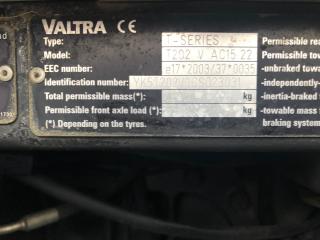 VALTRA CE
Type: T-SERIES
Model: T202 V AC15 22
EEC number: e17*2003/37*0035
Identification number:
Total permissible mass(*): kg
Permissible front axle load (*): kg
(*) Depending on the tyres.
Permissible rea
Permissible tow
-unbraked towa
-independently-
-inertia-braked t
-towable mass f
braking system